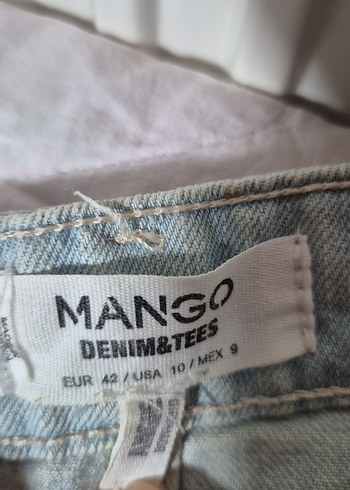 MANGO
DENIM&TEES
EUR 42 / USA 10 / MEX 9